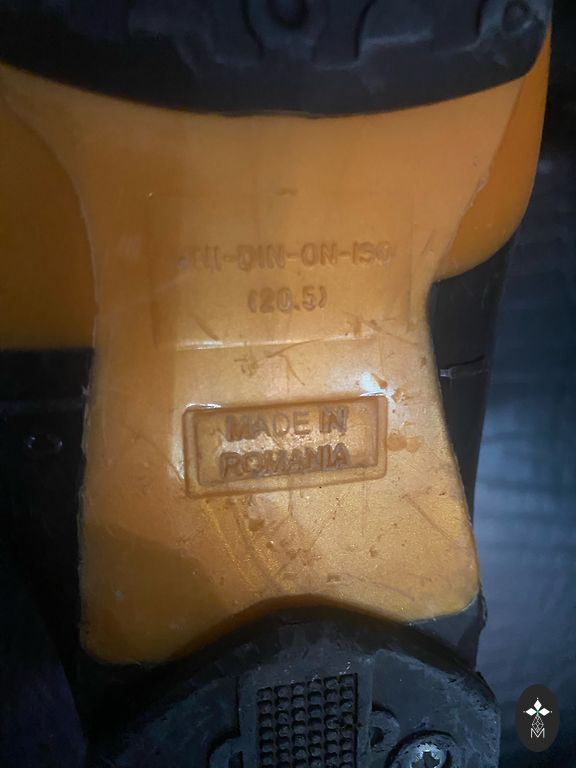 -DIN-ON-ISO
(20.5)
MADE IN
ROMANIA
M